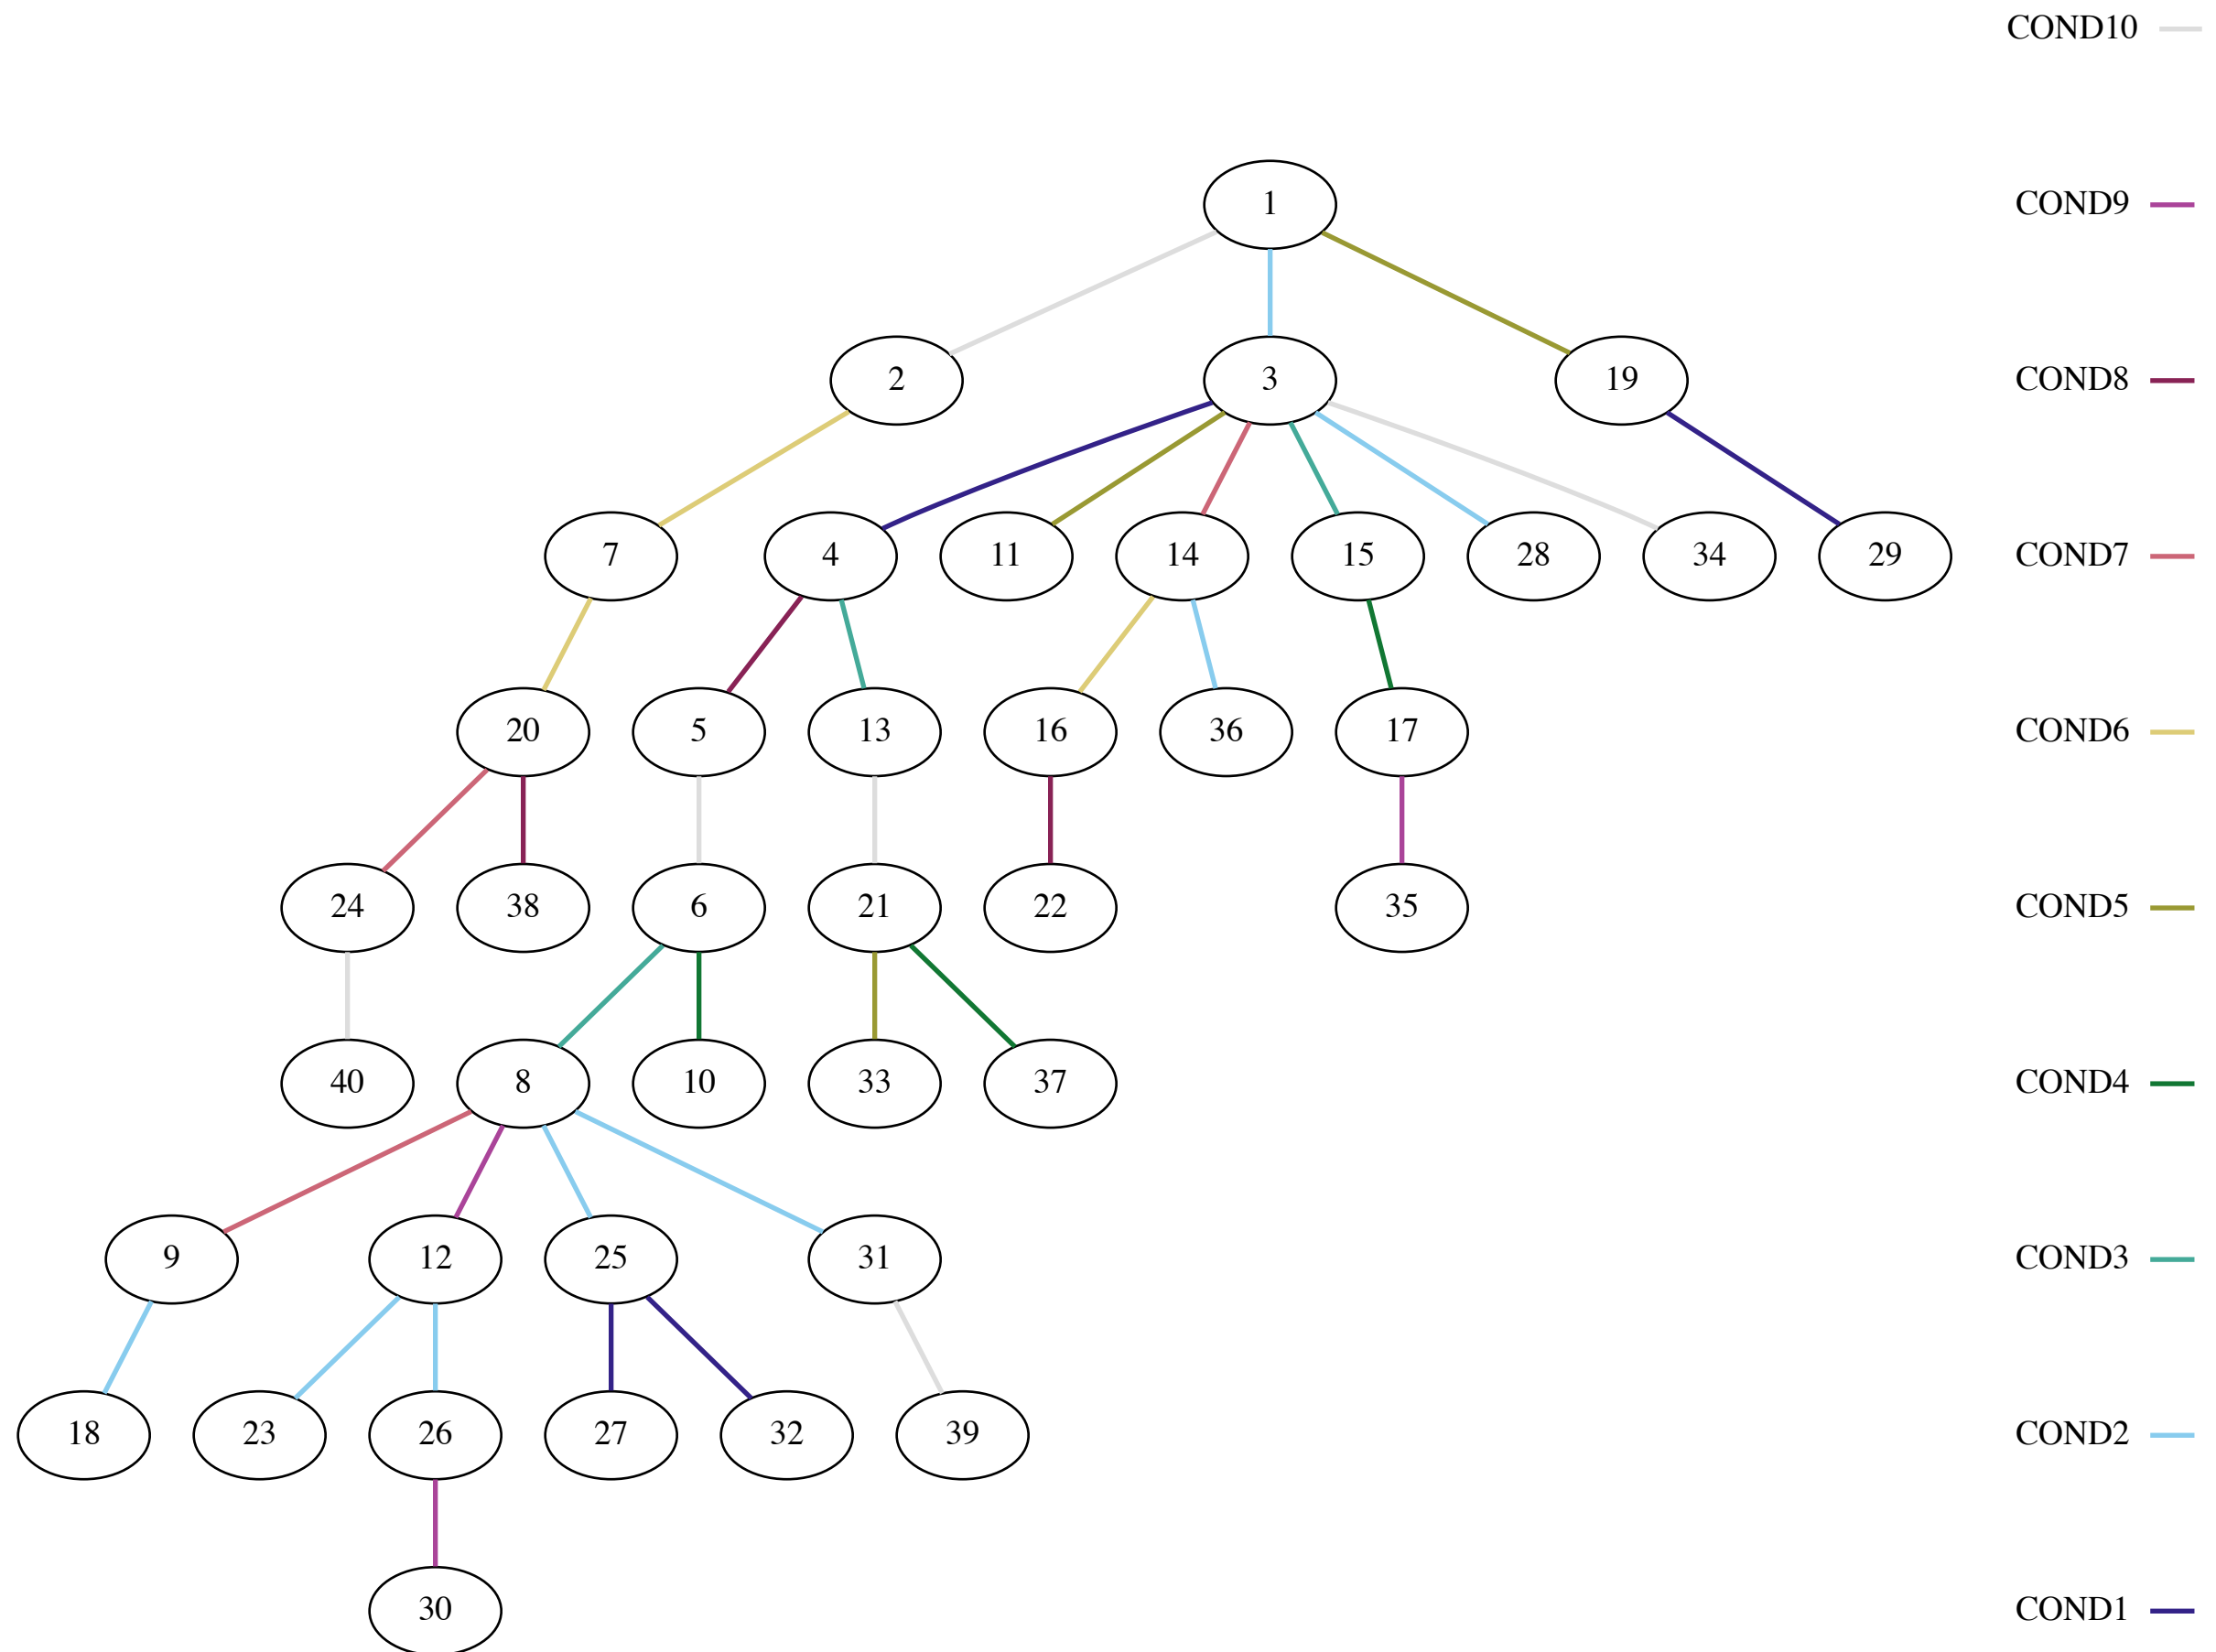 COND10
1 COND9
2 3 19 COND8
7 4 11 14 15 28 34 29 COND7
20 5 13 16 36 17 COND6
24 38 6 21 22 35 COND5
40 8 10 33 37 COND4
9 12 25 31 COND3
18 23 26 27 32 39 COND2
30 COND1